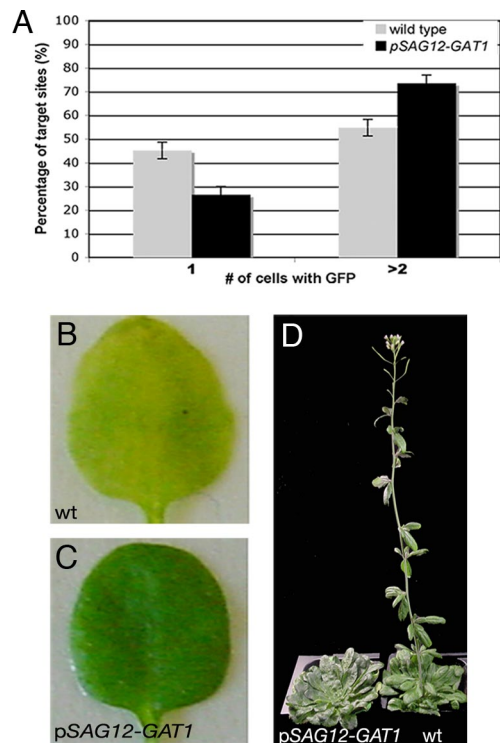 A
wild type
pSAG12-GAT1
Percentage of target sites (%)
100
90
80
70
60
50
40
30
20
10
0
1
>2
# of cells with GFP
B
wt
C
pSAG12-GAT1
D
pSAG12-GAT1 wt